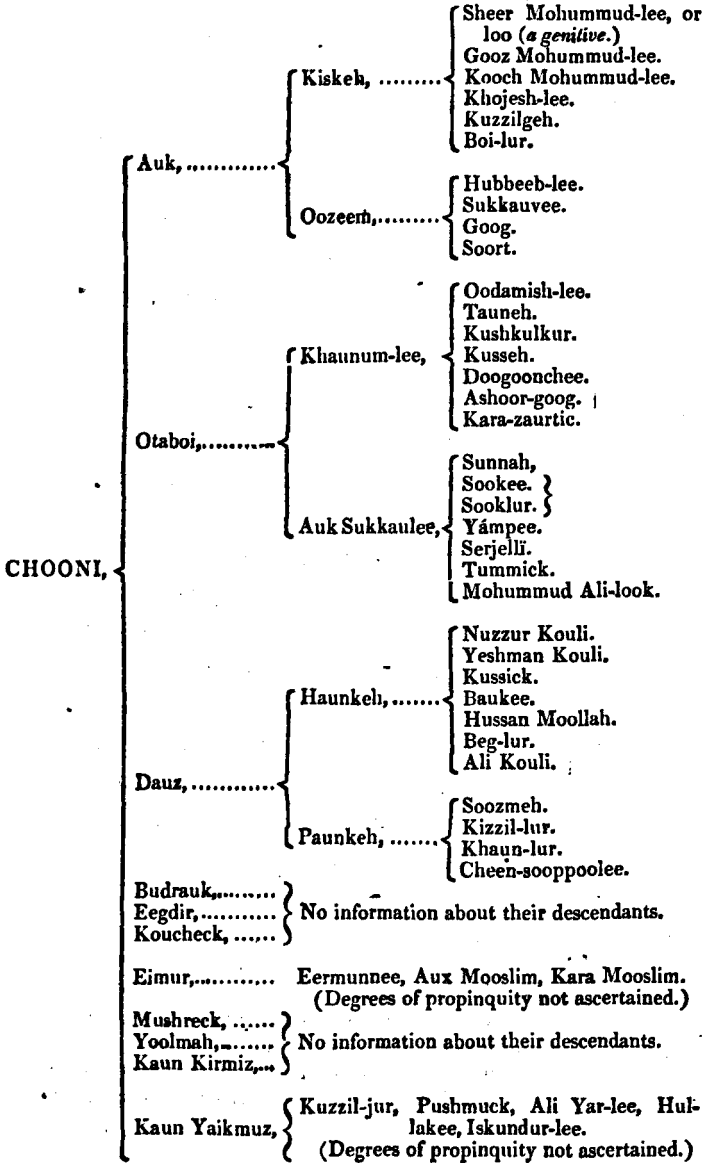 Sheer Mohummud-lee, or
loo (a genitive.)
Gooz Mohummud-lee.
Kiskeh, .........
Kooch Mohummud-lee.
Khojesh-lee.
Kuzzilgeh.
Boi-lur.
Auk, ............
Hubbeeb-lee.
Sukkauvee.
Oozeem, .........
Goog.
Soort.
Oodamish-lee.
Tauneh.
Kushkulkur.
Khaunum-lee,
Kusseh.
Doogoonchee.
Ashoor-goog.
Kara-zaurtic.
Otaboi, ..........
Sunnah,
Sookee.
Sooklur.
Auk Sukkaulee,
Yámpee.
Serjellï.
Tummick.
CHOONI,
Mohummud Ali-look.
Nuzzur Kouli.
Yeshman Kouli.
Kussick.
Haunkeh, .......
Baukee.
Hussan Moollah.
Beg-lur.
Ali Kouli.
Dauz, ............
Soozmeh.
Kizzil-lur.
Paunkeh, .......
Khaun-lur.
Cheen-sooppoolee.
Budrauk, .........
Eegdir, ........... No information about their descendants.
Koucheck, ......
Eimur, ........... Eermunnee, Aux Mooslim, Kara Mooslim.
(Degrees of propinquity not ascertained.)
Mushreck, ......
Yoolmah, ....... No information about their descendants.
Kaun Kirmiz, ...
Kuzzil-jur, Pushmuck, Ali Yar-lee, Hul-
Kaun Yaikmuz, lakee, Iskundur-lee.
(Degrees of propinquity not ascertained.)